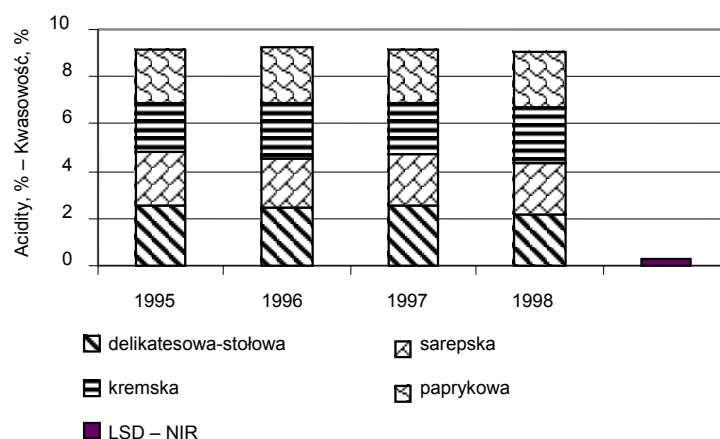 Acidity, % – Kwasowość, %
10
8
6
4
2
0
1995 1996 1997 1998
delikatesowa-stołowa sarepska
kremska paprykowa
LSD – NIR